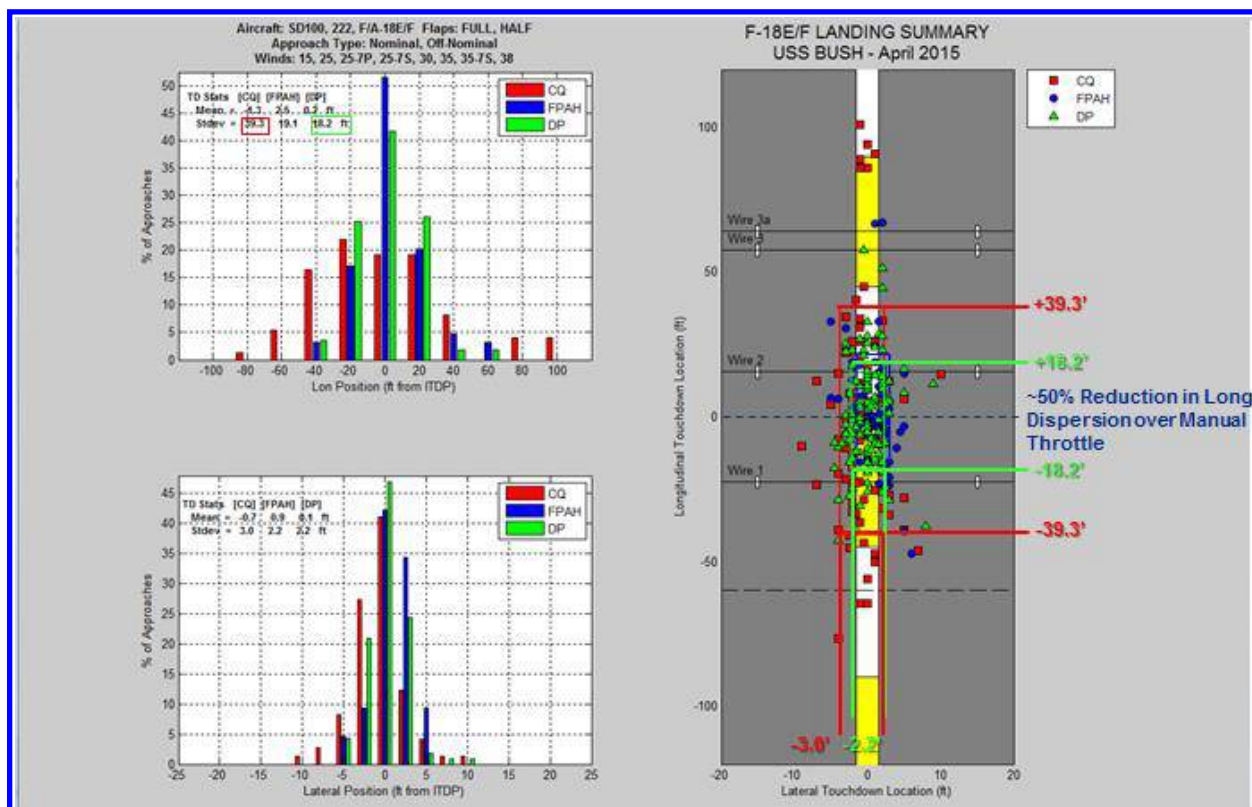 Aircraft: SD100, 222, F/A-18E/F Flaps: FULL, HALF
Approach Type: Nominal, Off-Nominal
Winds: 15, 25, 25-7P, 25-7S, 30, 35, 35-7S, 38
TD Stats [CQ] [FPAH] [DP]
Mean = -1.3 2.5 0.2 ft
Stdev = 39.3 19.1 18.2 ft
CQ
FPAH
DP
% of Approaches
50
45
40
35
30
25
20
15
10
5
0
-100 -80 -60 -40 -20 0 20 40 60 80 100
Lon Position (ft from ITDP)
TD Stats [CQ] [FPAH] [DP]
Mean = -0.7 0.9 0.1 ft
Stdev = 3.0 2.2 2.2 ft
CQ
FPAH
DP
% of Approaches
45
40
35
30
25
20
15
10
5
0
-25 -20 -15 -10 -5 0 5 10 15 20 25
Lateral Position (ft from ITDP)
F-18E/F LANDING SUMMARY
USS BUSH - April 2015
CQ
FPAH
DP
Longitudinal Touchdown Location (ft)
100
50
0
-50
-100
Wire 3a
Wire 3
Wire 2
Wire 1
+39.3'
+18.2'
~50% Reduction in Long
Dispersion over Manual
Throttle
-18.2'
-39.3'
-3.0' -2.2'
-20 -10 0 10 20
Lateral Touchdown Location (ft)